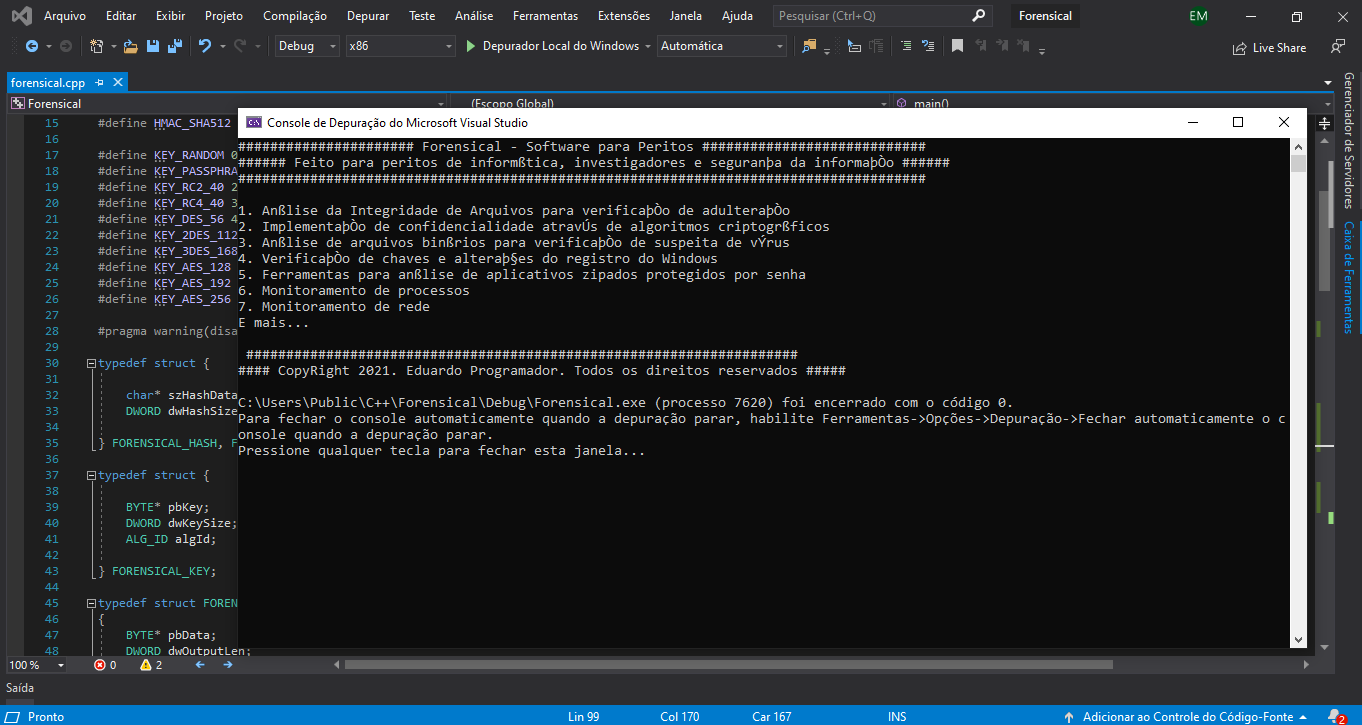 Arquivo Editar Exibir Projeto Compilação Depurar Teste Análise Ferramentas Extensões Janela Ajuda Pesquisar (Ctrl+Q) Forensical EM
Debug x86 Depurador Local do Windows Automática Live Share
forensical.cpp
Forensical (Escopo Global) main()
Gerenciador de Servidores
Caixa de Ferramentas
Console de Depuração do Microsoft Visual Studio
###################### Forensical - Software para Peritos ############################
###### Feito para peritos de informßtica, investigadores e seguranþa da informaþÒo ######
######################################################################################
1. Anßlise da Integridade de Arquivos para verificaþÒo de adulteraþÒo
2. ImplementaþÒo de confidencialidade atravÚs de algoritmos criptogrßficos
3. Anßlise de arquivos binßrios para verificaþÒo de suspeita de vÝrus
4. VerificaþÒo de chaves e alteraþ§es do registro do Windows
5. Ferramentas para anßlise de aplicativos zipados protegidos por senha
6. Monitoramento de processos
7. Monitoramento de rede
E mais...
#####################################################################
#### CopyRight 2021. Eduardo Programador. Todos os direitos reservados #####
C:\Users\Public\C++\Forensical\Debug\Forensical.exe (processo 7620) foi encerrado com o código 0.
Para fechar o console automaticamente quando a depuração parar, habilite Ferramentas->Opções->Depuração->Fechar automaticamente o c
onsole quando a depuração parar.
Pressione qualquer tecla para fechar esta janela...
15 #define HMAC_SHA512
16
17 #define KEY_RANDOM 0
18 #define KEY_PASSPHRA
19 #define KEY_RC2_40 2
20 #define KEY_RC4_40 3
21 #define KEY_DES_56 4
22 #define KEY_2DES_112
23 #define KEY_3DES_168
24 #define KEY_AES_128
25 #define KEY_AES_192
26 #define KEY_AES_256
27
28 #pragma warning(disa
29
30 typedef struct {
31
32 char* szHashData
33 DWORD dwHashSize
34
35 } FORENSICAL_HASH, F
36
37 typedef struct {
38
39 BYTE* pbKey;
40 DWORD dwKeySize;
41 ALG_ID algId;
42
43 } FORENSICAL_KEY;
44
45 typedef struct FOREN
46 {
47 BYTE* pbData;
48 DWORD dwOutputLen;
100 % 0 2
Saída
Pronto Lin 99 Col 170 Car 167 INS Adicionar ao Controle do Código-Fonte 2